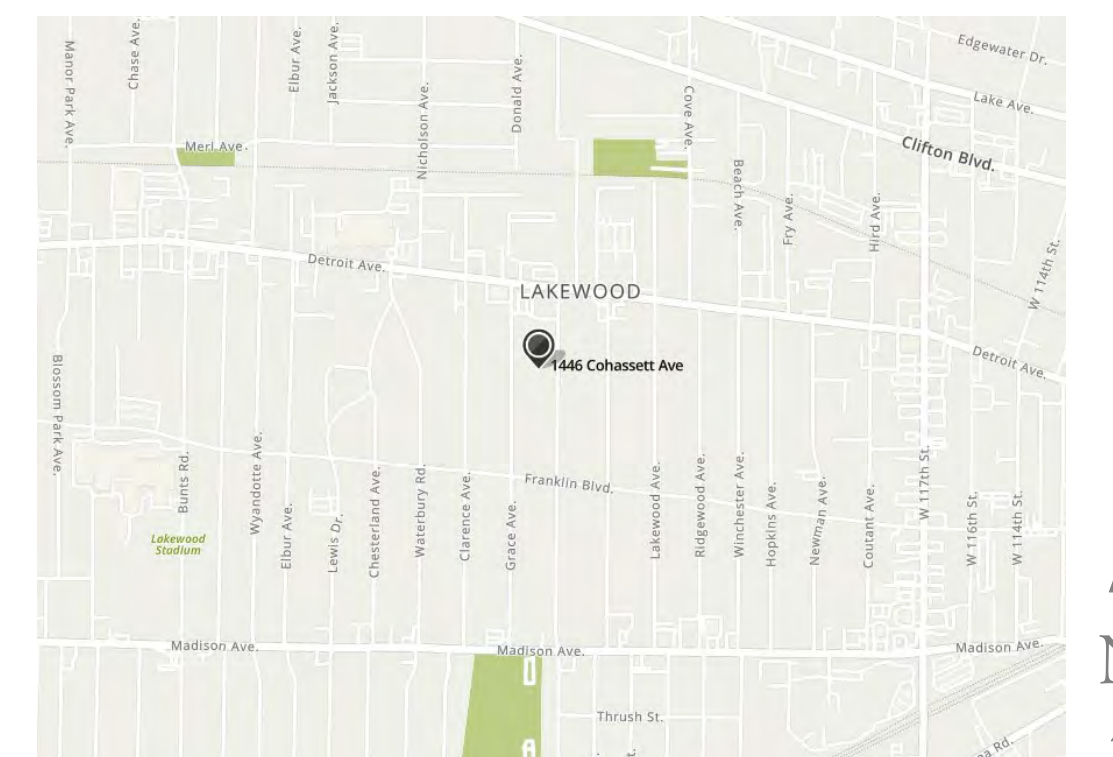 Edgewater Dr.
Manor Park Ave.
Chase Ave.
Elbur Ave.
Jackson Ave.
Nicholson Ave.
Donald Ave.
Cove Ave.
Lake Ave.
Clifton Blvd.
Merl Ave.
Beach Ave.
Fry Ave.
Hird Ave.
W 114th St.
Detroit Ave.
LAKEWOOD
1446 Cohassett Ave
Detroit Ave.
Blossom Park Ave.
Bunts Rd.
Wyandotte Ave.
Elbur Ave.
Lewis Dr.
Chesterland Ave.
Waterbury Rd.
Clarence Ave.
Grace Ave.
Franklin Blvd.
Lakewood Ave.
Ridgewood Ave.
Winchester Ave.
Hopkins Ave.
Newman Ave.
Coutant Ave.
W 117th St.
W 116th St.
W 114th St.
Lakewood
Stadium
Madison Ave.
Madison Ave.
Madison Ave.
Thrush St.